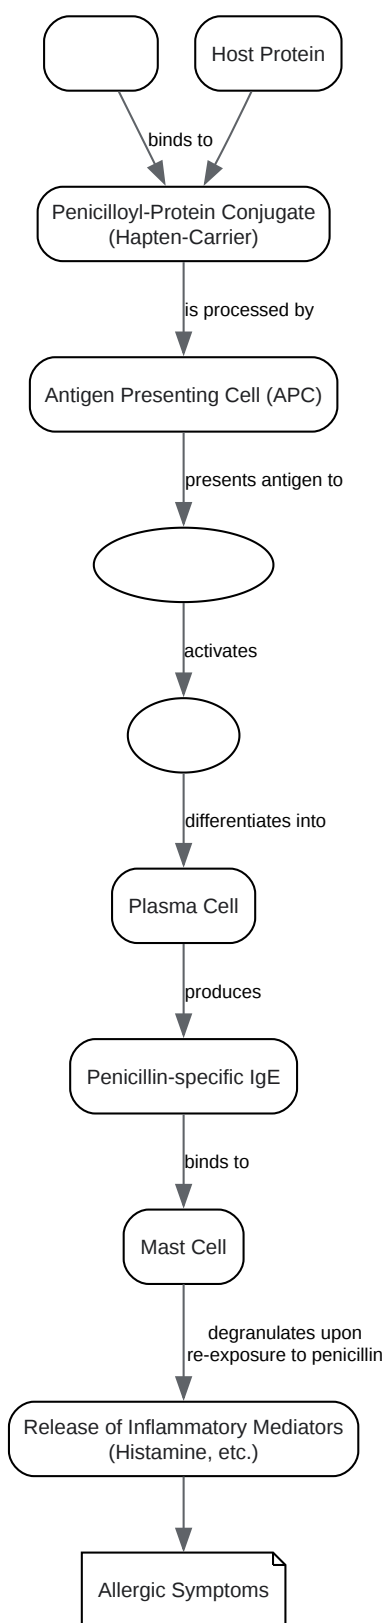 Host Protein
binds to
Penicilloyl-Protein Conjugate
(Hapten-Carrier)
is processed by
Antigen Presenting Cell (APC)
presents antigen to
activates
differentiates into
Plasma Cell
produces
Penicillin-specific IgE
binds to
Mast Cell
degranulates upon
re-exposure to penicillin
Release of Inflammatory Mediators
(Histamine, etc.)
Allergic Symptoms